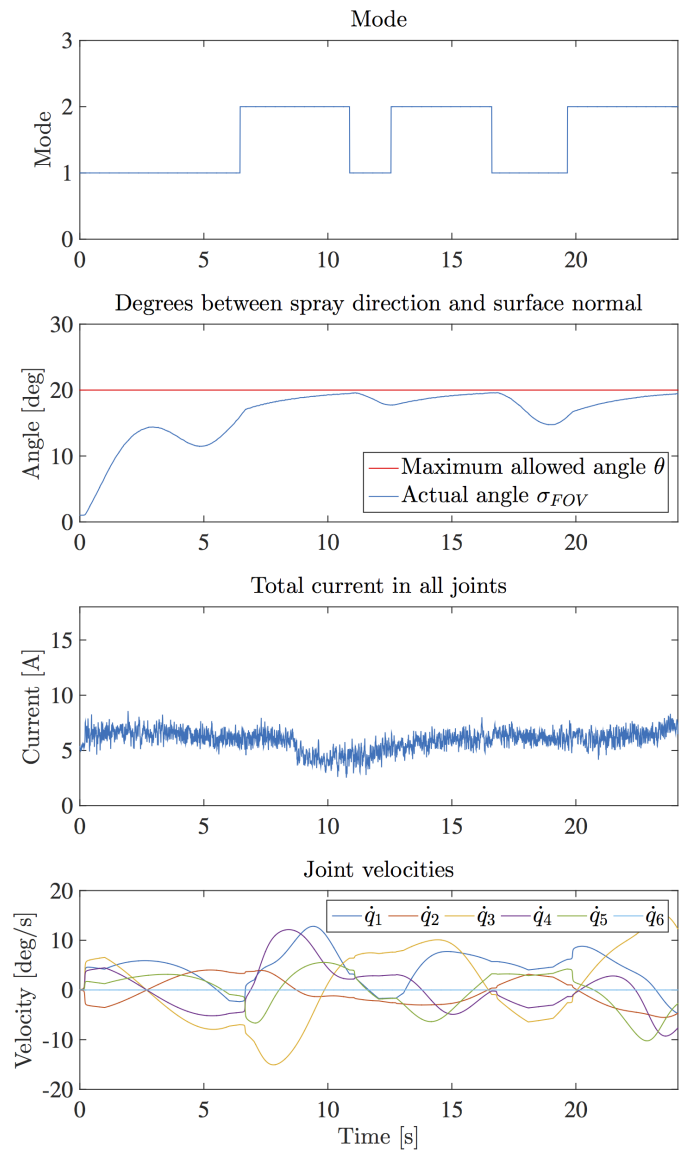 Mode
3
2
1
0
Mode
0 5 10 15 20
Degrees between spray direction and surface normal
30
20
10
0
Angle [deg]
Maximum allowed angle θ
Actual angle σ_FOV
0 5 10 15 20
Total current in all joints
15
10
5
0
Current [A]
0 5 10 15 20
Joint velocities
20
10
0
-10
-20
Velocity [deg/s]
q̇₁ q̇₂ q̇₃ q̇₄ q̇₅ q̇₆
0 5 10 15 20
Time [s]